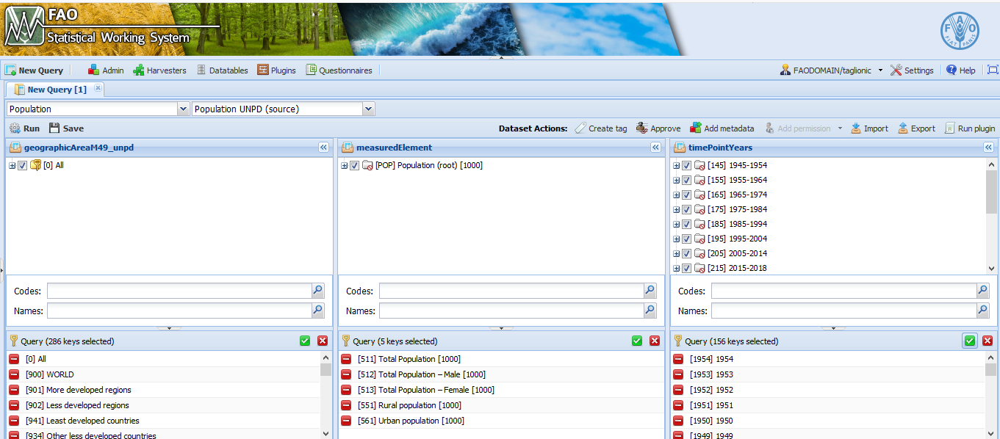 FAO
Statistical Working System
F A O
FIAT PANIS
New Query Admin Harvesters Datatables Plugins Questionnaires FAODOMAIN/taglionic Settings Help
New Query [1]
Population Population UNPD (source)
Run Save Dataset Actions: Create tag Approve Add metadata Add permission Import Export Run plugin
geographicAreaM49_unpd
[0] All
Codes:
Names:
Query (286 keys selected)
[0] All
[900] WORLD
[901] More developed regions
[902] Less developed regions
[941] Least developed countries
[934] Other less developed countries
measuredElement
[POP] Population (root) [1000]
Codes:
Names:
Query (5 keys selected)
[511] Total Population [1000]
[512] Total Population – Male [1000]
[513] Total Population – Female [1000]
[551] Rural population [1000]
[561] Urban population [1000]
timePointYears
[145] 1945-1954
[155] 1955-1964
[165] 1965-1974
[175] 1975-1984
[185] 1985-1994
[195] 1995-2004
[205] 2005-2014
[215] 2015-2018
Codes:
Names:
Query (156 keys selected)
[1954] 1954
[1953] 1953
[1952] 1952
[1951] 1951
[1950] 1950
[1949] 1949